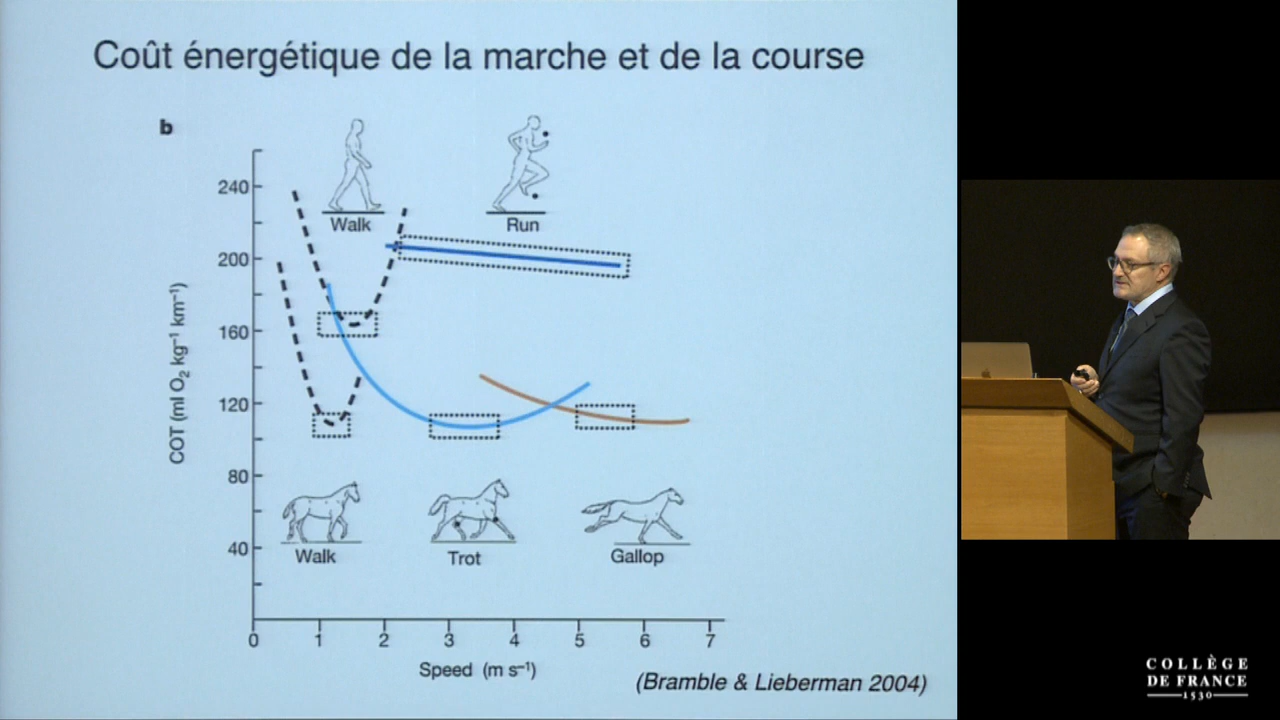 Coût énergétique de la marche et de la course
b
Walk
Run
240
200
160
120
80
40
COT (ml O₂ kg⁻¹ km⁻¹)
Walk
Trot
Gallop
0 1 2 3 4 5 6 7
Speed (m s⁻¹)
(Bramble & Lieberman 2004)
COLLÈGE
DE FRANCE
1530